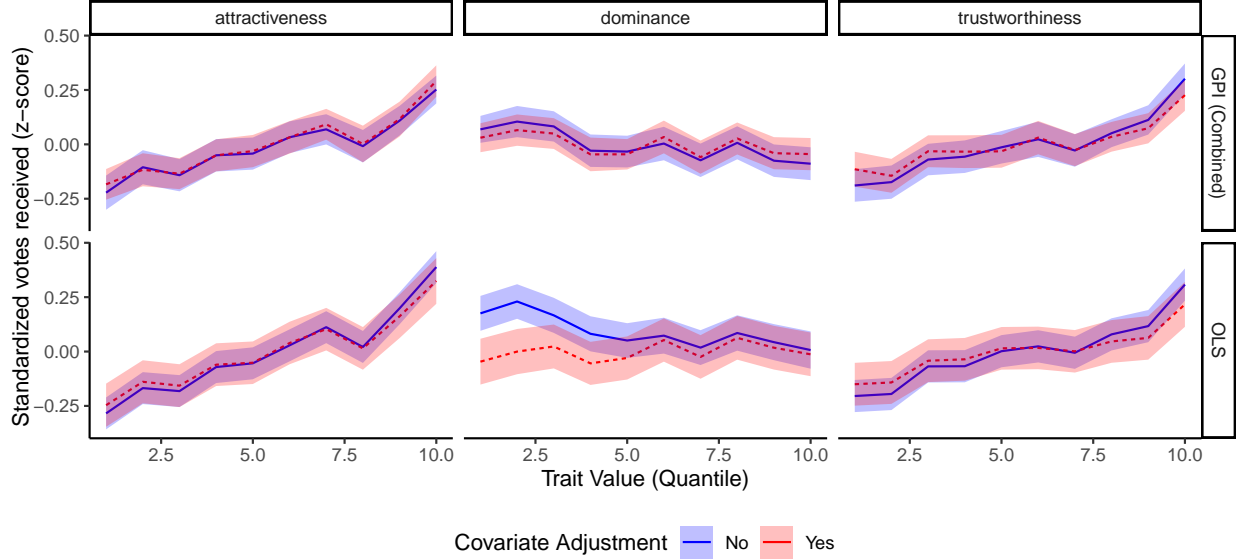 attractiveness
dominance
trustworthiness
Standardized votes received (z−score)
0.50
0.25
0.00
−0.25
GPI (Combined)
0.50
0.25
0.00
−0.25
OLS
2.5 5.0 7.5 10.0
2.5 5.0 7.5 10.0
2.5 5.0 7.5 10.0
Trait Value (Quantile)
Covariate Adjustment No Yes